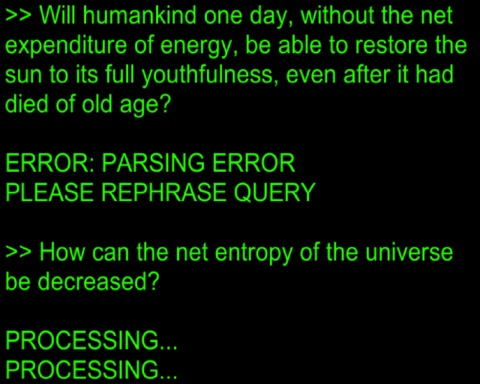 >> Will humankind one day, without the net
expenditure of energy, be able to restore the
sun to its full youthfulness, even after it had
died of old age?
ERROR: PARSING ERROR
PLEASE REPHRASE QUERY
>> How can the net entropy of the universe
be decreased?
PROCESSING...
PROCESSING...